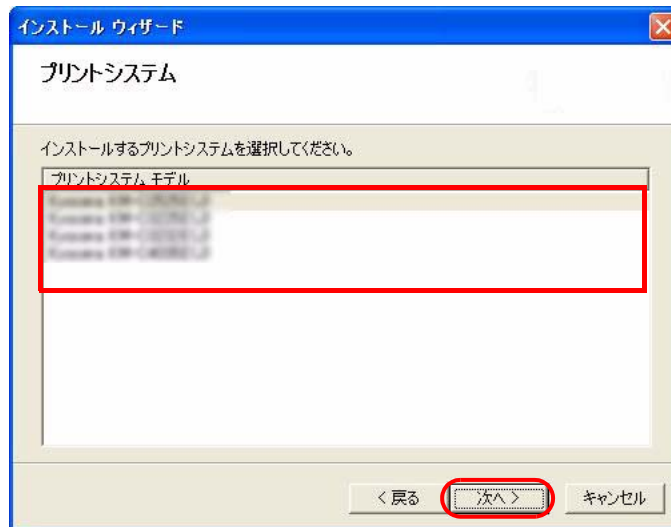 インストール ウィザード
プリントシステム
インストールするプリントシステムを選択してください。
プリントシステム モデル
< 戻る 次へ > キャンセル